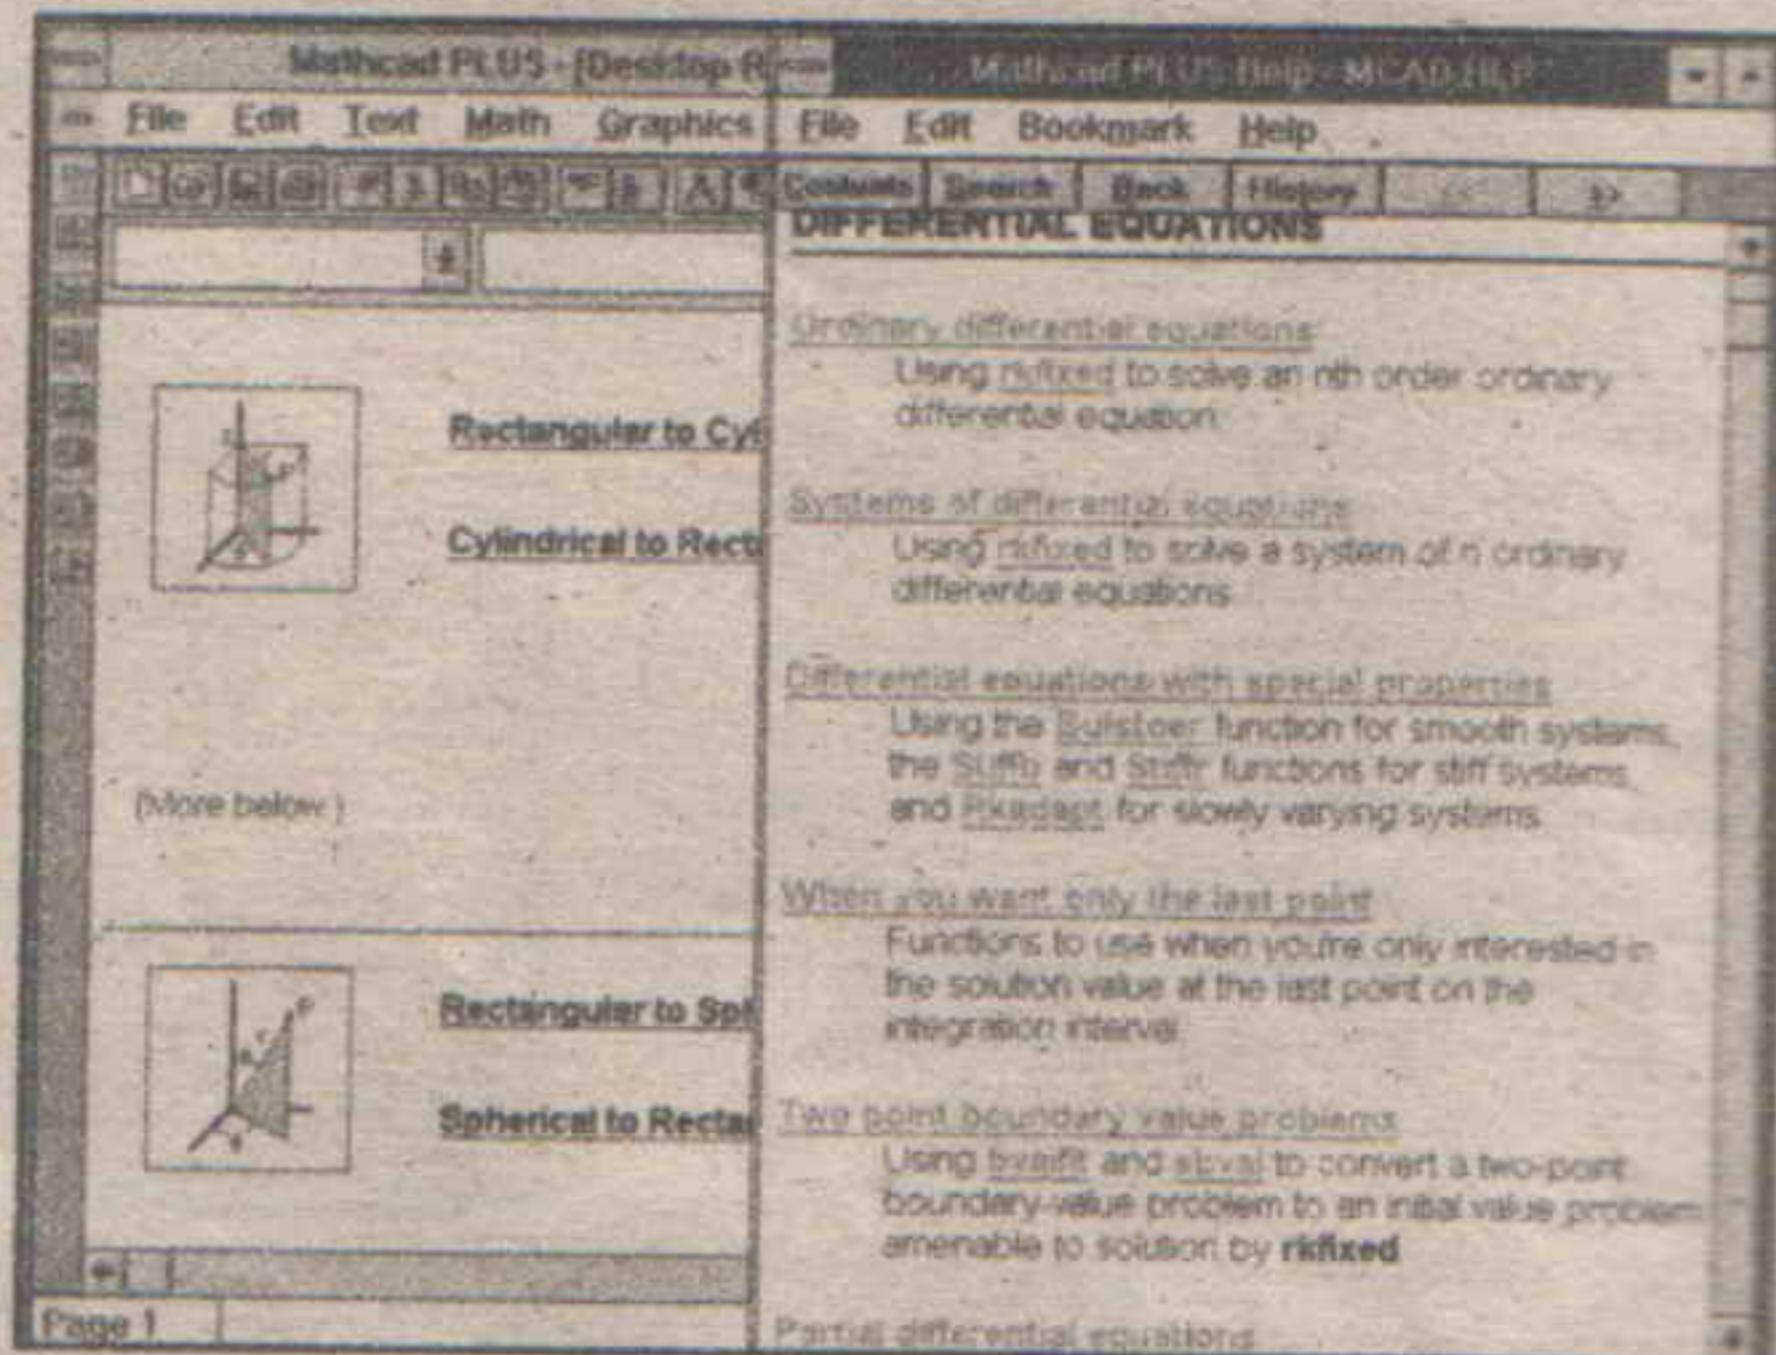 Mathcad PLUS - [Desktop R
File Edit Text Math Graphics
Rectangular to Cyl
Cylindrical to Recta
(More below.)
Rectangular to Sph
Spherical to Rectan
Page 1
Mathcad PLUS Help - MCAD.HLP
File Edit Bookmark Help
Contents Search Back History << >>
DIFFERENTIAL EQUATIONS
Ordinary differential equations
Using rkfixed to solve an nth order ordinary
differential equation.
Systems of differential equations
Using rkfixed to solve a system of n ordinary
differential equations
Differential equations with special properties
Using the Bulstoer function for smooth systems,
the Stiffb and Stiffr functions for stiff systems,
and Rkadapt for slowly varying systems.
When you want only the last point
Functions to use when you're only interested in
the solution value at the last point on the
integration interval.
Two point boundary value problems
Using bvalfit and sbval to convert a two-point
boundary-value problem to an initial value problem
amenable to solution by rkfixed
Partial differential equations